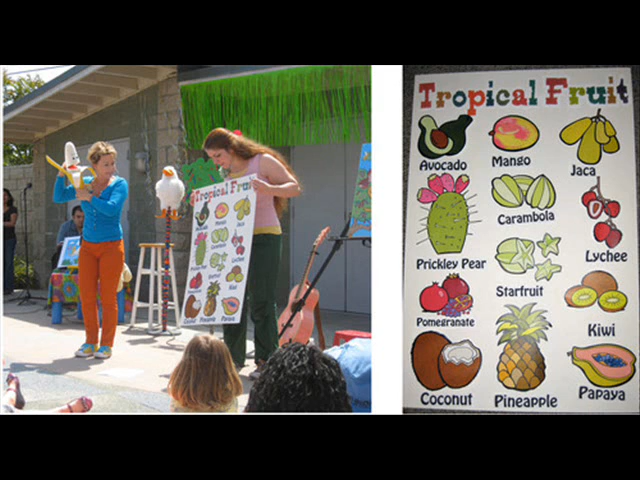 Tropical Fruit
Avocado
Mango
Jaca
Prickley Pear
Carambola
Lychee
Starfruit
Pomegranate
Kiwi
Coconut
Pineapple
Papaya